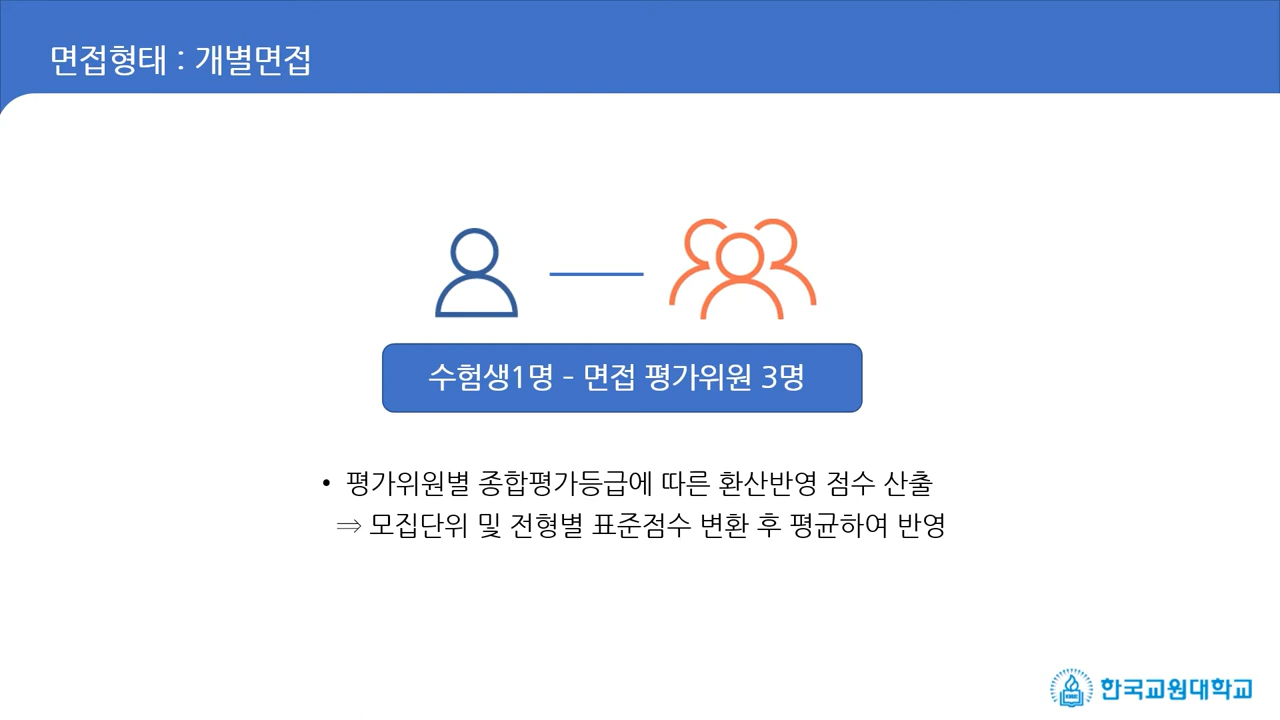 면접형태 : 개별면접
수험생1명 – 면접 평가위원 3명
• 평가위원별 종합평가등급에 따른 환산반영 점수 산출
⇒ 모집단위 및 전형별 표준점수 변환 후 평균하여 반영
한국교원대학교